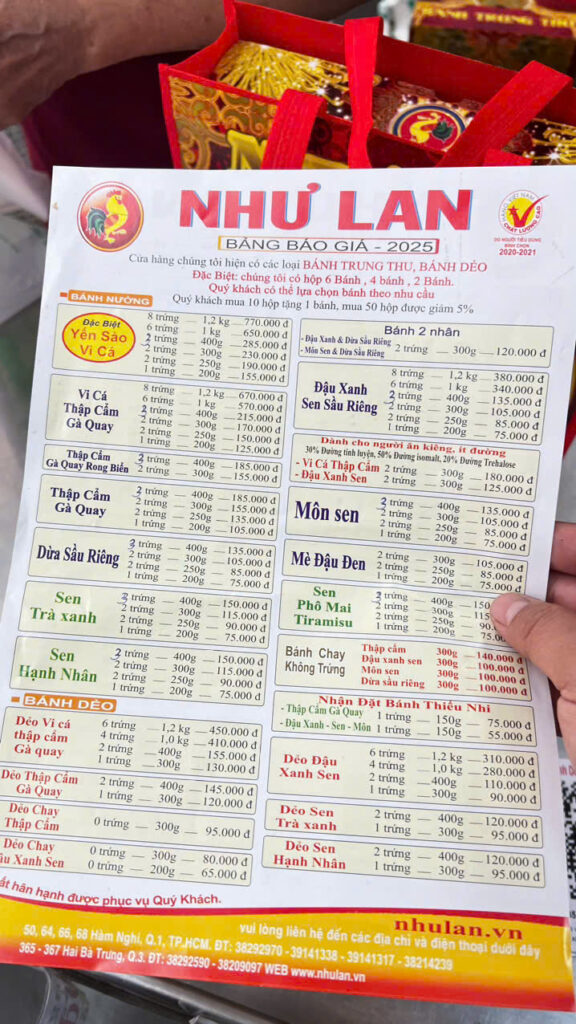 BÁNH TRUNG THU
NHƯ LAN
HÀNG VIỆT NAM
CHẤT LƯỢNG CAO
DO NGƯỜI TIÊU DÙNG
BÌNH CHỌN
2020-2021
BẢNG BÁO GIÁ - 2025
Cửa hàng chúng tôi hiện có các loại BÁNH TRUNG THU, BÁNH DẺO
Đặc Biệt: chúng tôi có hộp 6 Bánh , 4 bánh , 2 Bánh.
Quý khách có thể lựa chọn bánh theo nhu cầu
Quý khách mua 10 hộp tặng 1 bánh, mua 50 hộp được giảm 5%
BÁNH NƯỚNG
Đặc Biệt
Yến Sào
Vi Cá
8 trứng — 1,2 kg — 770.000 đ
6 trứng — 1 kg — 650.000 đ
2 trứng — 400g — 285.000 đ
2 trứng — 300g — 230.000 đ
2 trứng — 250g — 190.000 đ
1 trứng — 200g — 155.000 đ
Vi Cá
Thập Cẩm
Gà Quay
8 trứng — 1,2 kg — 670.000 đ
6 trứng — 1 kg — 570.000 đ
2 trứng — 400g — 215.000 đ
2 trứng — 300g — 170.000 đ
2 trứng — 250g — 150.000 đ
1 trứng — 200g — 125.000 đ
Thập Cẩm
Gà Quay Rong Biển
2 trứng — 400g — 185.000 đ
2 trứng — 300g — 155.000 đ
Thập Cẩm
Gà Quay
2 trứng — 400g — 185.000 đ
2 trứng — 300g — 155.000 đ
2 trứng — 250g — 135.000 đ
1 trứng — 200g — 105.000 đ
Dừa Sầu Riêng
2 trứng — 400g — 135.000 đ
2 trứng — 300g — 105.000 đ
2 trứng — 250g — 85.000 đ
1 trứng — 200g — 75.000 đ
Sen
Trà xanh
2 trứng — 400g — 150.000 đ
2 trứng — 300g — 115.000 đ
2 trứng — 250g — 90.000 đ
1 trứng — 200g — 75.000 đ
Sen
Hạnh Nhân
2 trứng — 400g — 150.000 đ
2 trứng — 300g — 115.000 đ
2 trứng — 250g — 90.000 đ
1 trứng — 200g — 75.000 đ
BÁNH DẺO
Dẻo Vi cá
thập cẩm
Gà quay
6 trứng — 1,2 kg — 450.000 đ
4 trứng — 1,0 kg — 410.000 đ
2 trứng — 400g — 155.000 đ
1 trứng — 300g — 130.000 đ
Dẻo Thập Cẩm
Gà Quay
2 trứng — 400g — 145.000 đ
1 trứng — 300g — 120.000 đ
Dẻo Chay
Thập Cẩm
0 trứng — 300g — 95.000 đ
Dẻo Chay
Đậu Xanh Sen
0 trứng — 300g — 80.000 đ
0 trứng — 200g — 65.000 đ
Bánh 2 nhân
- Đậu Xanh & Dừa Sầu Riêng
- Môn Sen & Dừa Sầu Riêng
2 trứng — 300g — 120.000 đ
Đậu Xanh
Sen Sầu Riêng
8 trứng — 1,2 kg — 380.000 đ
6 trứng — 1 kg — 340.000 đ
2 trứng — 400g — 135.000 đ
2 trứng — 300g — 105.000 đ
2 trứng — 250g — 85.000 đ
1 trứng — 200g — 75.000 đ
Dành cho người ăn kiêng, ít đường
30% Đường tinh luyện, 50% Đường isomalt, 20% Đường Trehalose
- Vi Cá Thập Cẩm 2 trứng — 300g — 180.000 đ
- Đậu Xanh Sen 2 trứng — 300g — 125.000 đ
Môn sen
2 trứng — 400g — 135.000 đ
2 trứng — 300g — 105.000 đ
2 trứng — 250g — 85.000 đ
1 trứng — 200g — 75.000 đ
Mè Đậu Đen
2 trứng — 300g — 105.000 đ
2 trứng — 250g — 85.000 đ
1 trứng — 200g — 75.000 đ
Sen
Phô Mai
Tiramisu
2 trứng — 400g — 150
2 trứng — 300g — 115
2 trứng — 250g — 90.
1 trứng — 200g — 75.0
Bánh Chay
Không Trứng
Thập cẩm 300g — 140.000 đ
Đậu xanh sen 300g — 100.000 đ
Môn sen 300g — 100.000 đ
Dừa sầu riêng 300g — 100.000 đ
Nhận Đặt Bánh Thiếu Nhi
- Thập Cẩm Gà Quay 1 trứng 150g 75.000 đ
- Đậu Xanh - Sen - Môn 1 trứng 150g 55.000 đ
Dẻo Đậu
Xanh Sen
6 trứng — 1,2 kg — 310.000 đ
4 trứng — 1,0 kg — 280.000 đ
2 trứng — 400g — 110.000 đ
1 trứng — 300g — 90.000 đ
Dẻo Sen
Trà xanh
2 trứng — 400g — 120.000 đ
1 trứng — 300g — 95.000 đ
Dẻo Sen
Hạnh Nhân
2 trứng — 400g — 120.000 đ
1 trứng — 300g — 95.000 đ
ất hân hạnh được phục vụ Quý Khách.
nhulan.vn
vui lòng liên hệ đến các địa chỉ và điện thoại dưới đây
50, 64, 66, 68 Hàm Nghi, Q.1, TP.HCM. ĐT: 38292970 - 39141338 - 39141317 - 38214239
365 - 367 Hai Bà Trưng, Q.3. ĐT: 38292590 - 38209097 WEB www.nhulan.vn